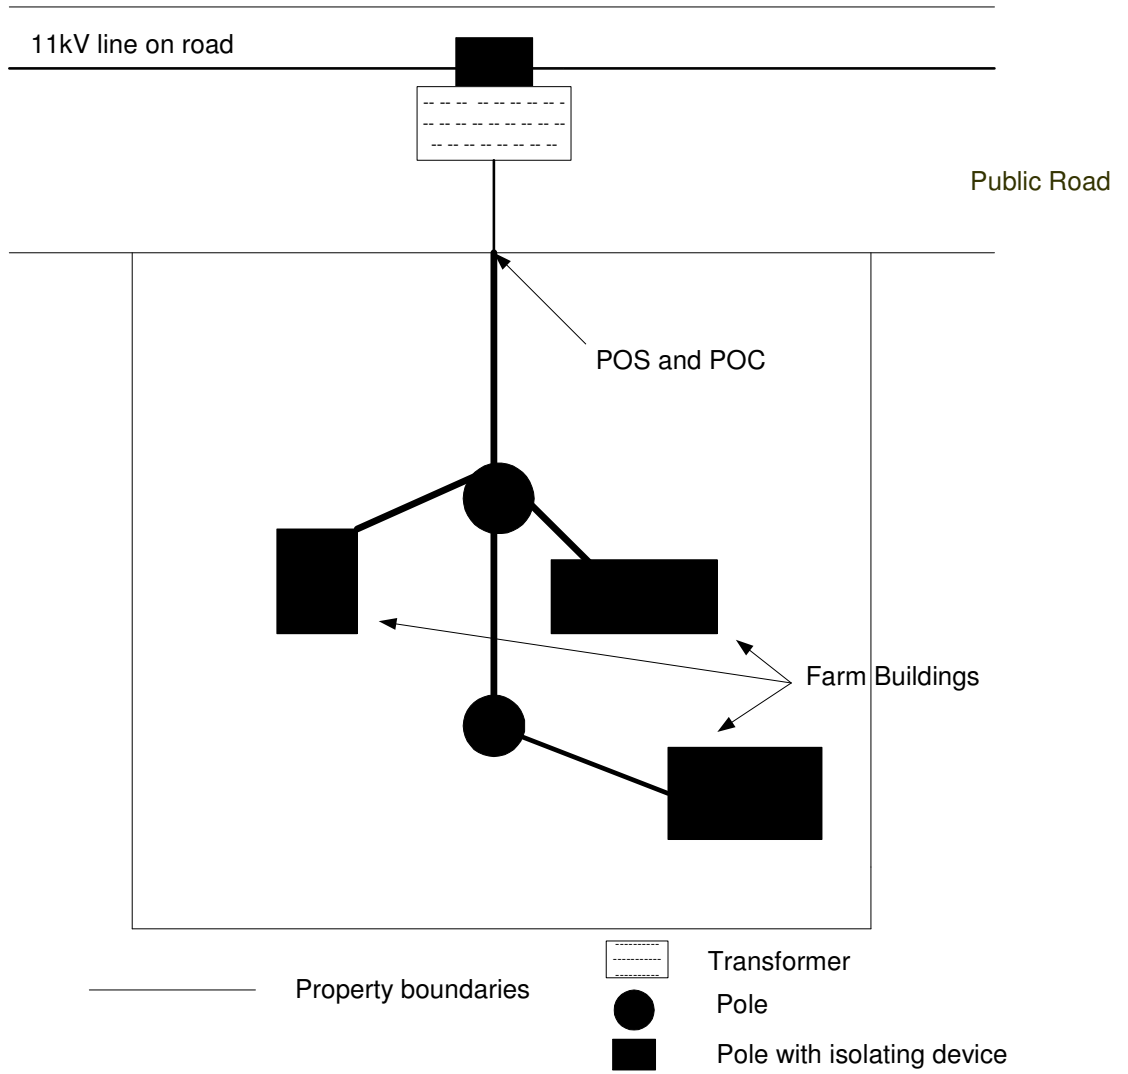 11kV line on road
Public Road
POS and POC
Farm Buildings
Transformer
Property boundaries
Pole
Pole with isolating device